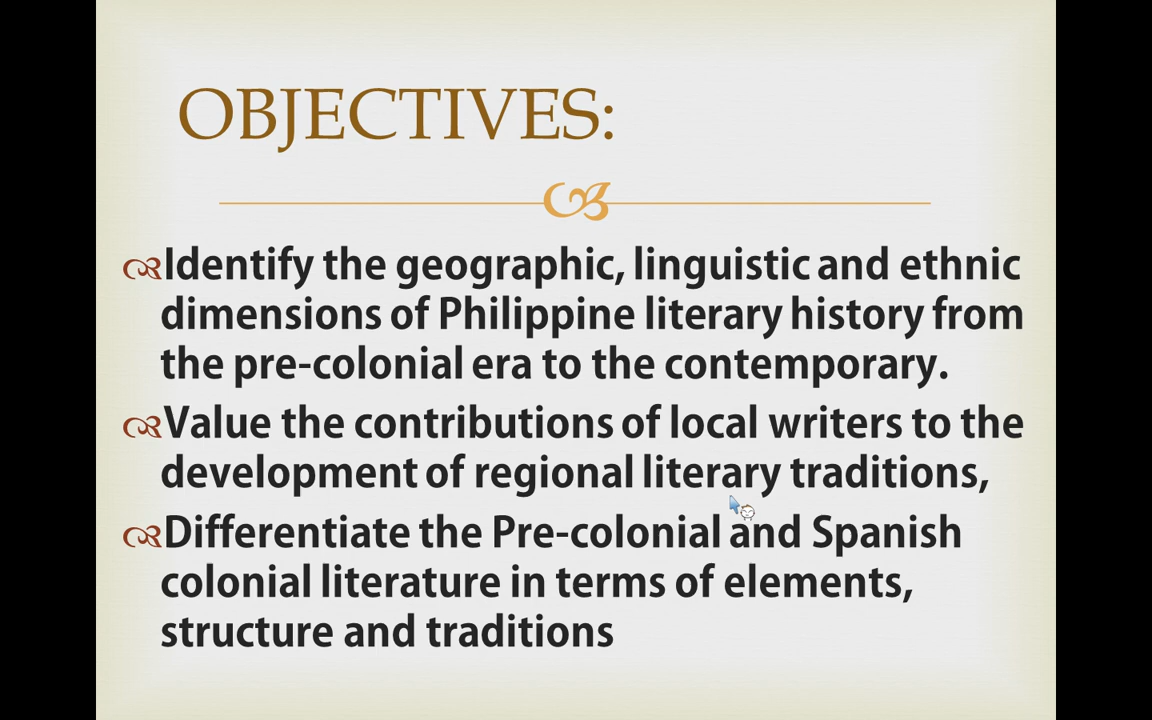 OBJECTIVES:
Identify the geographic, linguistic and ethnic
dimensions of Philippine literary history from
the pre-colonial era to the contemporary.
Value the contributions of local writers to the
development of regional literary traditions,
Differentiate the Pre-colonial and Spanish
colonial literature in terms of elements,
structure and traditions